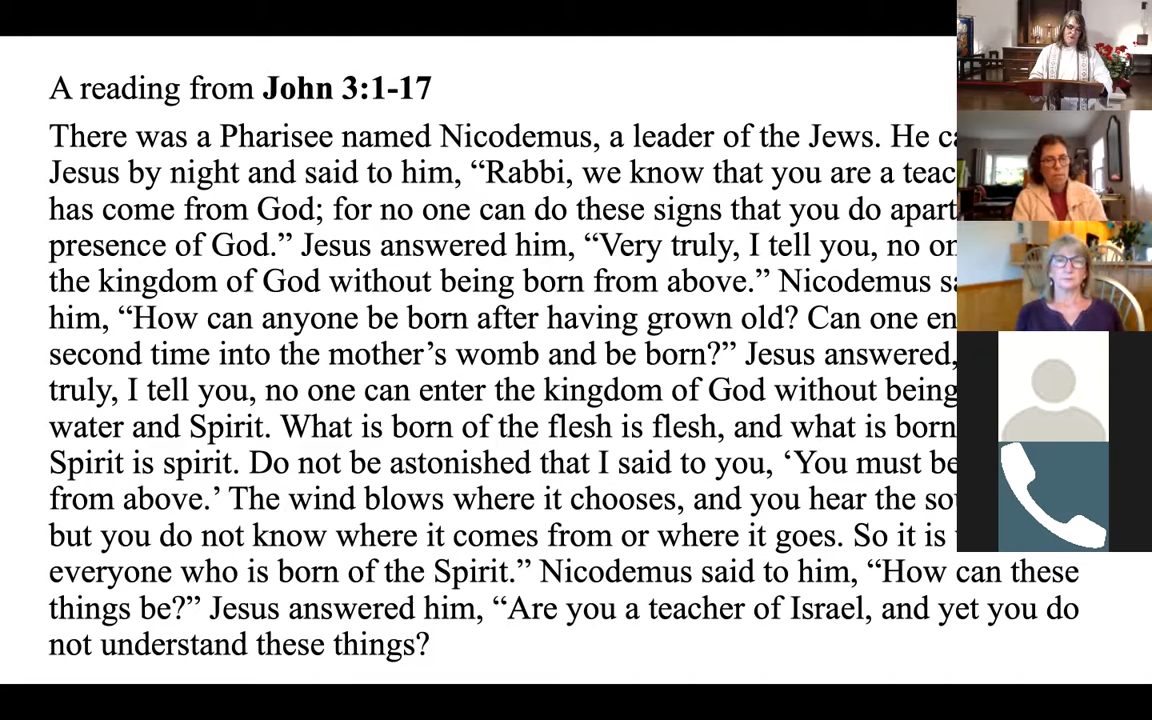 A reading from John 3:1-17
There was a Pharisee named Nicodemus, a leader of the Jews. He
Jesus by night and said to him, “Rabbi, we know that you are a
has come from God; for no one can do these signs that you do apart
presence of God.” Jesus answered him, “Very truly, I tell you, no
the kingdom of God without being born from above.” Nicodemus
him, “How can anyone be born after having grown old? Can one
second time into the mother’s womb and be born?” Jesus answered,
truly, I tell you, no one can enter the kingdom of God without being
water and Spirit. What is born of the flesh is flesh, and what is born
Spirit is spirit. Do not be astonished that I said to you, ‘You must be
from above.’ The wind blows where it chooses, and you hear the
but you do not know where it comes from or where it goes. So it is
everyone who is born of the Spirit.” Nicodemus said to him, “How can these
things be?” Jesus answered him, “Are you a teacher of Israel, and yet you do
not understand these things?